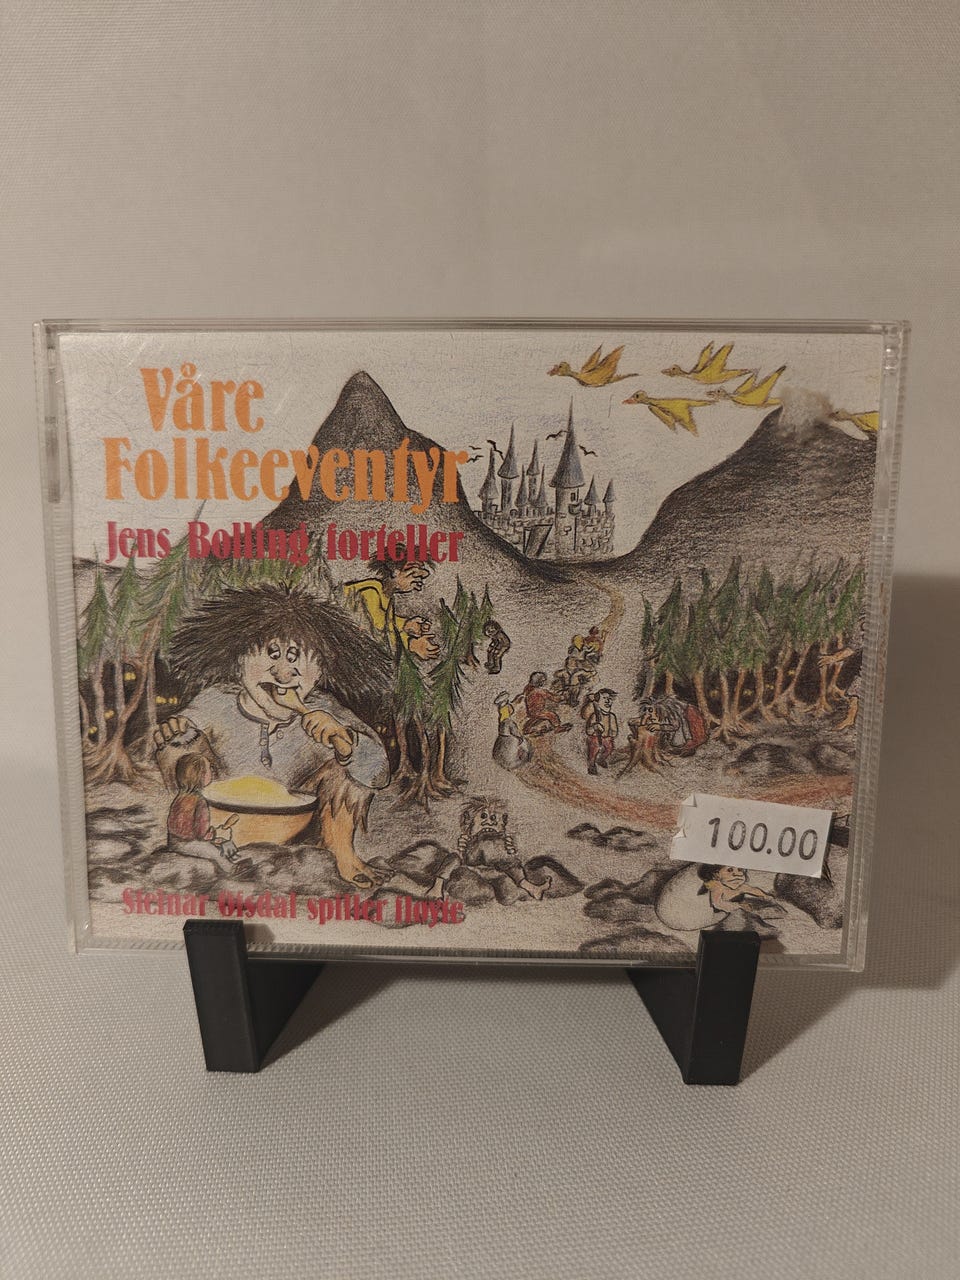 Våre
Folkeeventyr
Jens Bolling forteller
100.00
Steinar Ofsdal spiller fløyte